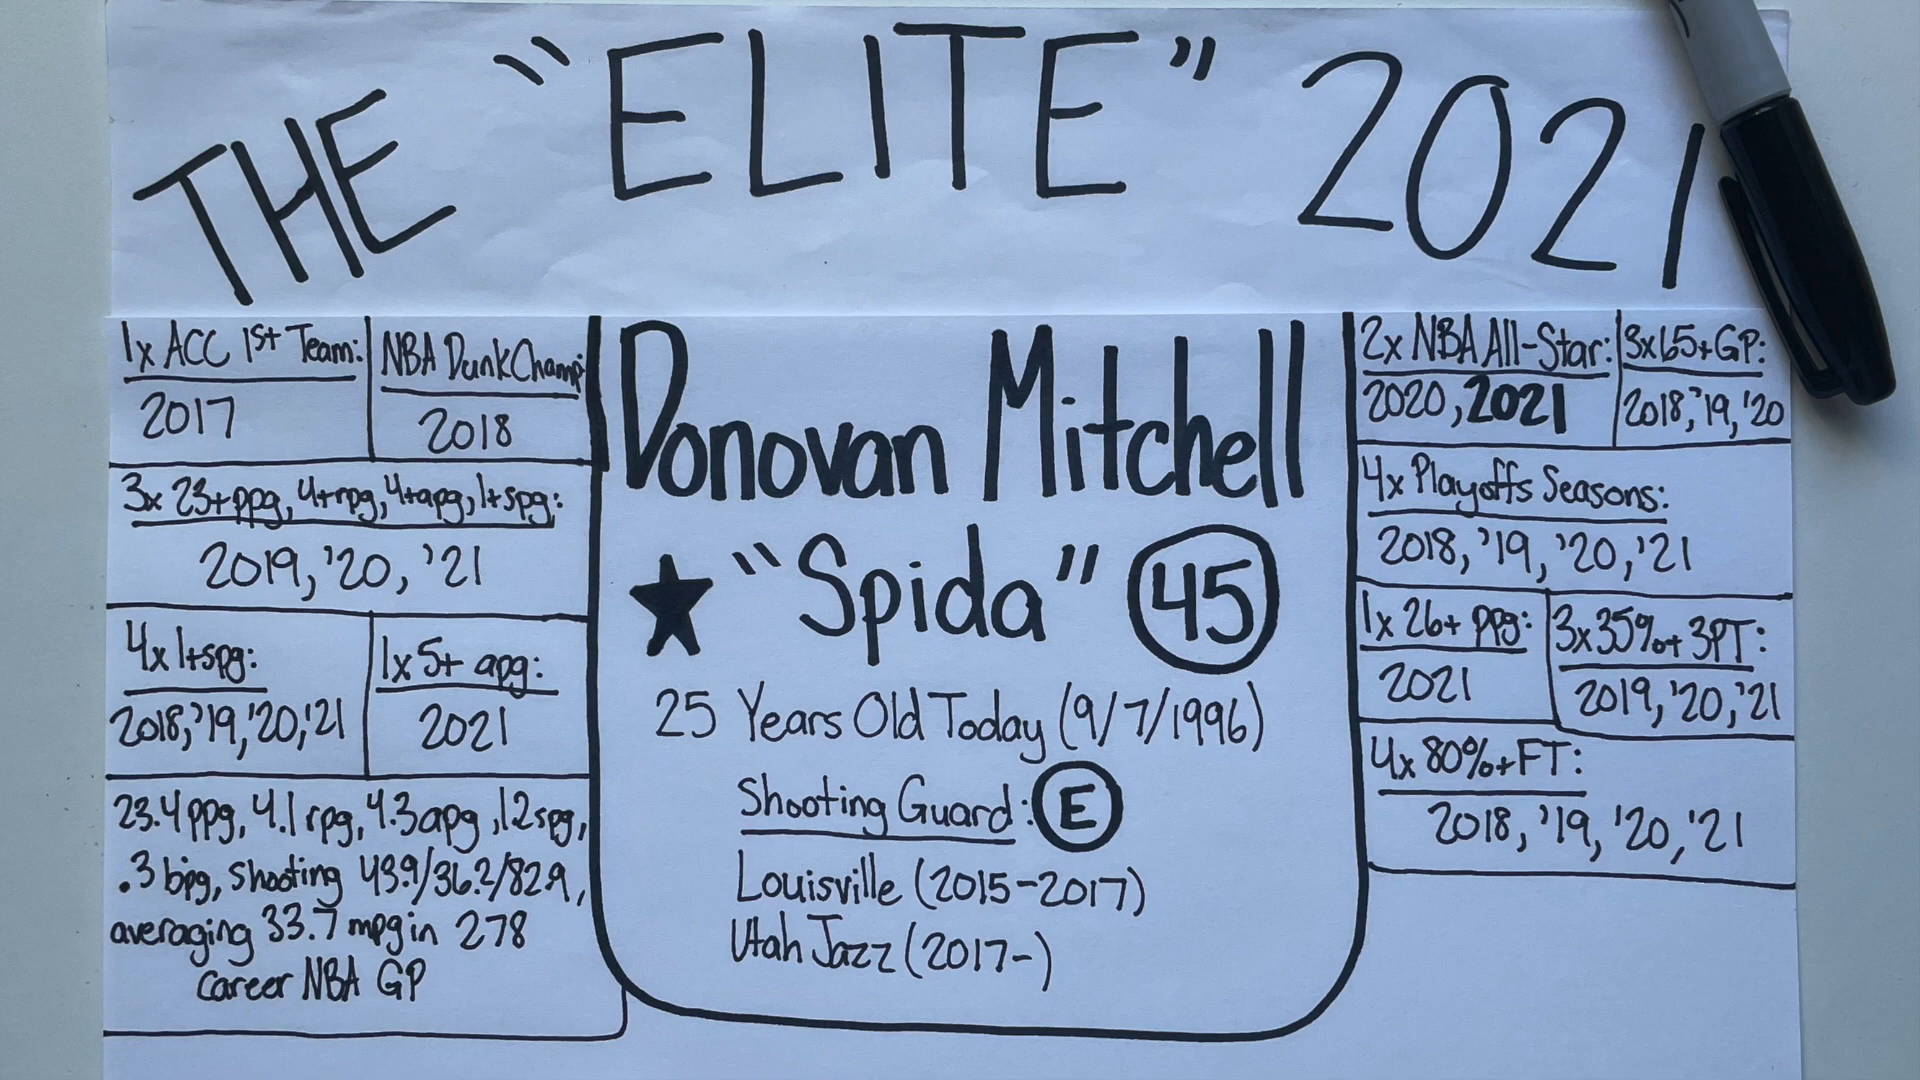 THE "ELITE" 2021
1x ACC 1st Team:
2017
NBA Dunk Champ:
2018
3x 23+ppg, 4+rpg, 4+apg, 1+spg:
2019, '20, '21
4x 1+spg:
2018, '19, '20, '21
1x 5+ apg:
2021
23.4 ppg, 4.1 rpg, 4.3 apg, 1.2 spg,
.3 bpg, shooting 43.9/36.2/82.9,
averaging 33.7 mpg in 278
career NBA GP
Donovan Mitchell
★ "Spida" 45
25 Years Old Today (9/7/1996)
Shooting Guard: E
Louisville (2015-2017)
Utah Jazz (2017-)
2x NBA All-Star:
2020, 2021
3x 65+ GP:
2018, '19, '20
4x Playoffs Seasons:
2018, '19, '20, '21
1x 26+ ppg:
2021
3x 35%+ 3PT:
2019, '20, '21
4x 80%+ FT:
2018, '19, '20, '21